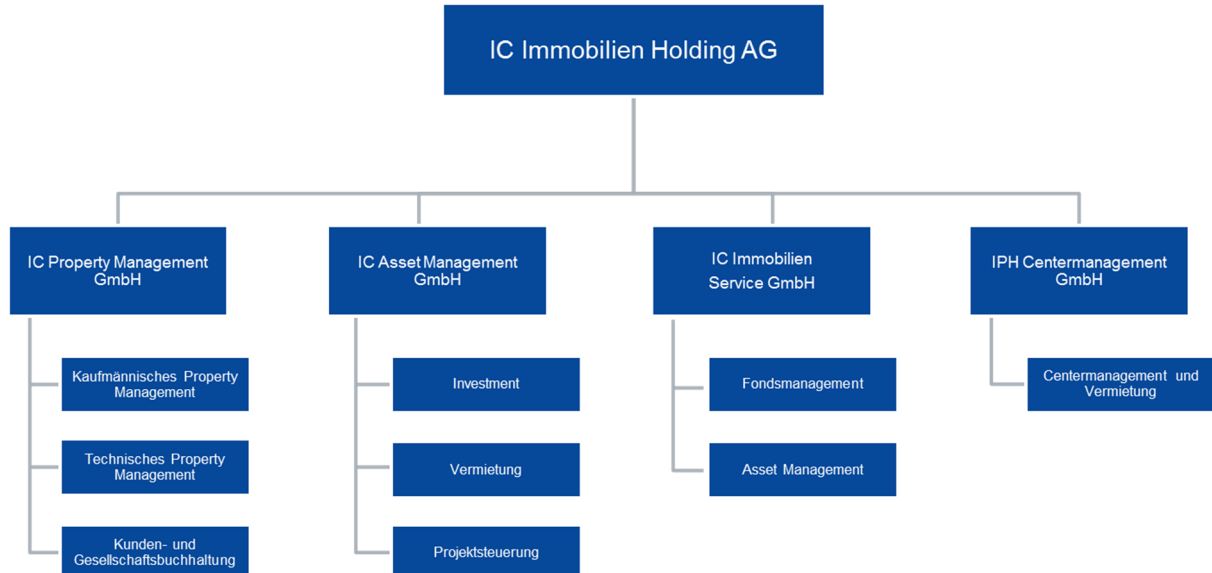 IC Immobilien Holding AG
IC Property Management
GmbH
IC Asset Management
GmbH
IC Immobilien
Service GmbH
IPH Centermanagement
GmbH
Kaufmännisches Property
Management
Investment
Fondsmanagement
Centermanagement und
Vermietung
Technisches Property
Management
Vermietung
Asset Management
Kunden- und
Gesellschaftsbuchhaltung
Projektsteuerung